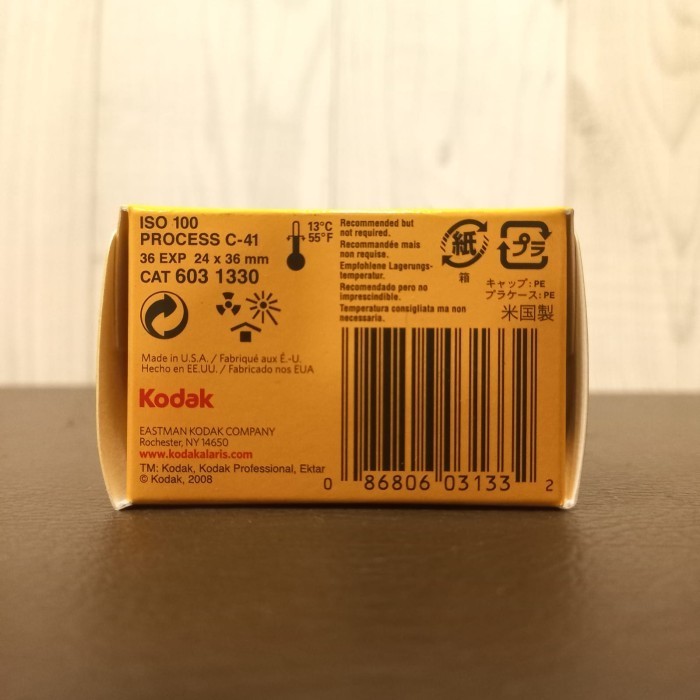 ISO 100
PROCESS C-41
36 EXP 24 x 36 mm
CAT 603 1330
13°C
55°F
Recommended but
not required.
Recommandée mais
non requise.
Empfohlene Lagerungs-
temperatur.
Recomendado pero no
imprescindible.
Temperatura consigliata ma non
necessaria.
紙
箱
プラ
キャップ: PE
プラケース: PE
米国製
Made in U.S.A. / Fabriqué aux É.-U.
Hecho en EE.UU. / Fabricado nos EUA
Kodak
EASTMAN KODAK COMPANY
Rochester, NY 14650
www.kodakalaris.com
TM: Kodak, Kodak Professional, Ektar
© Kodak, 2008
0 86806 03133 2